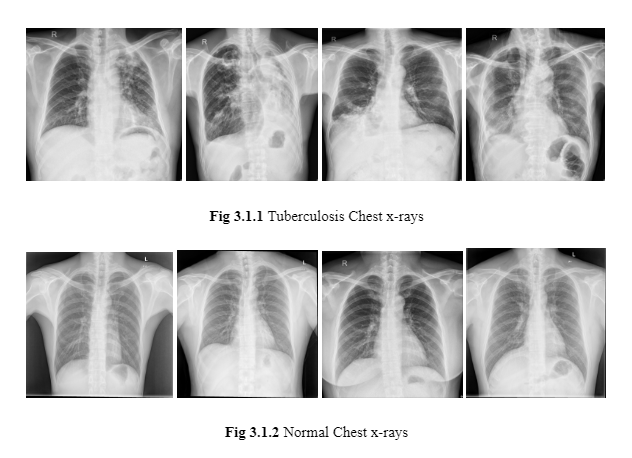 R R R R
Fig 3.1.1 Tuberculosis Chest x-rays
L L R L
Fig 3.1.2 Normal Chest x-rays